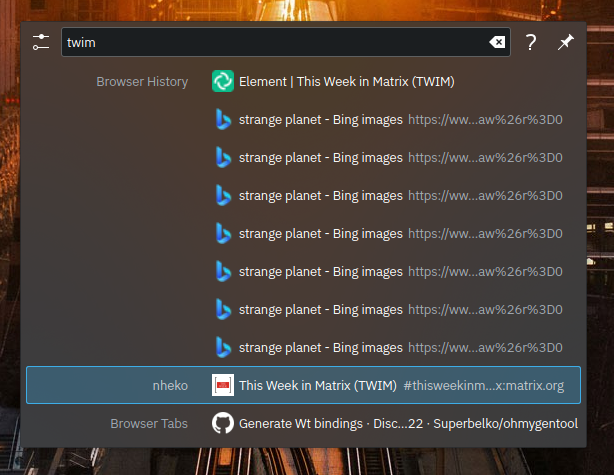 twim
?
Browser History Element | This Week in Matrix (TWIM)
strange planet - Bing images https://ww...aw%26r%3D0
strange planet - Bing images https://ww...aw%26r%3D0
strange planet - Bing images https://ww...aw%26r%3D0
strange planet - Bing images https://ww...aw%26r%3D0
strange planet - Bing images https://ww...aw%26r%3D0
strange planet - Bing images https://ww...aw%26r%3D0
strange planet - Bing images https://ww...aw%26r%3D0
nheko This Week in Matrix (TWIM) #thisweekinm...x:matrix.org
Browser Tabs Generate Wt bindings · Disc...22 · Superbelko/ohmygentool